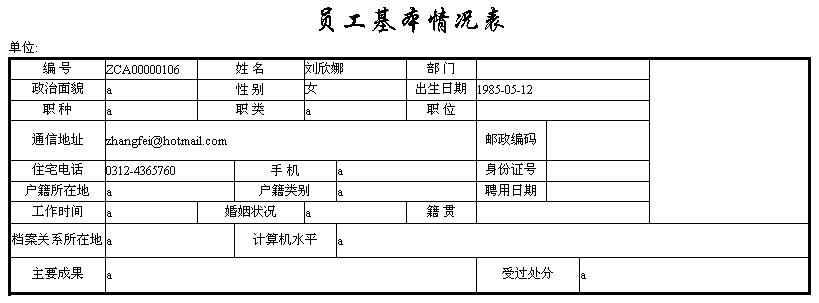 员工基本情况表
单位:
编号 ZCA00000106 姓名 刘欣娜 部门
政治面貌 a 性别 女 出生日期 1985-05-12
职种 a 职类 a 职位
通信地址 zhangfei@hotmail.com 邮政编码
住宅电话 0312-4365760 手机 a 身份证号
户籍所在地 a 户籍类别 a 聘用日期
工作时间 a 婚姻状况 a 籍贯
档案关系所在地 a 计算机水平 a
主要成果 a 受过处分 a